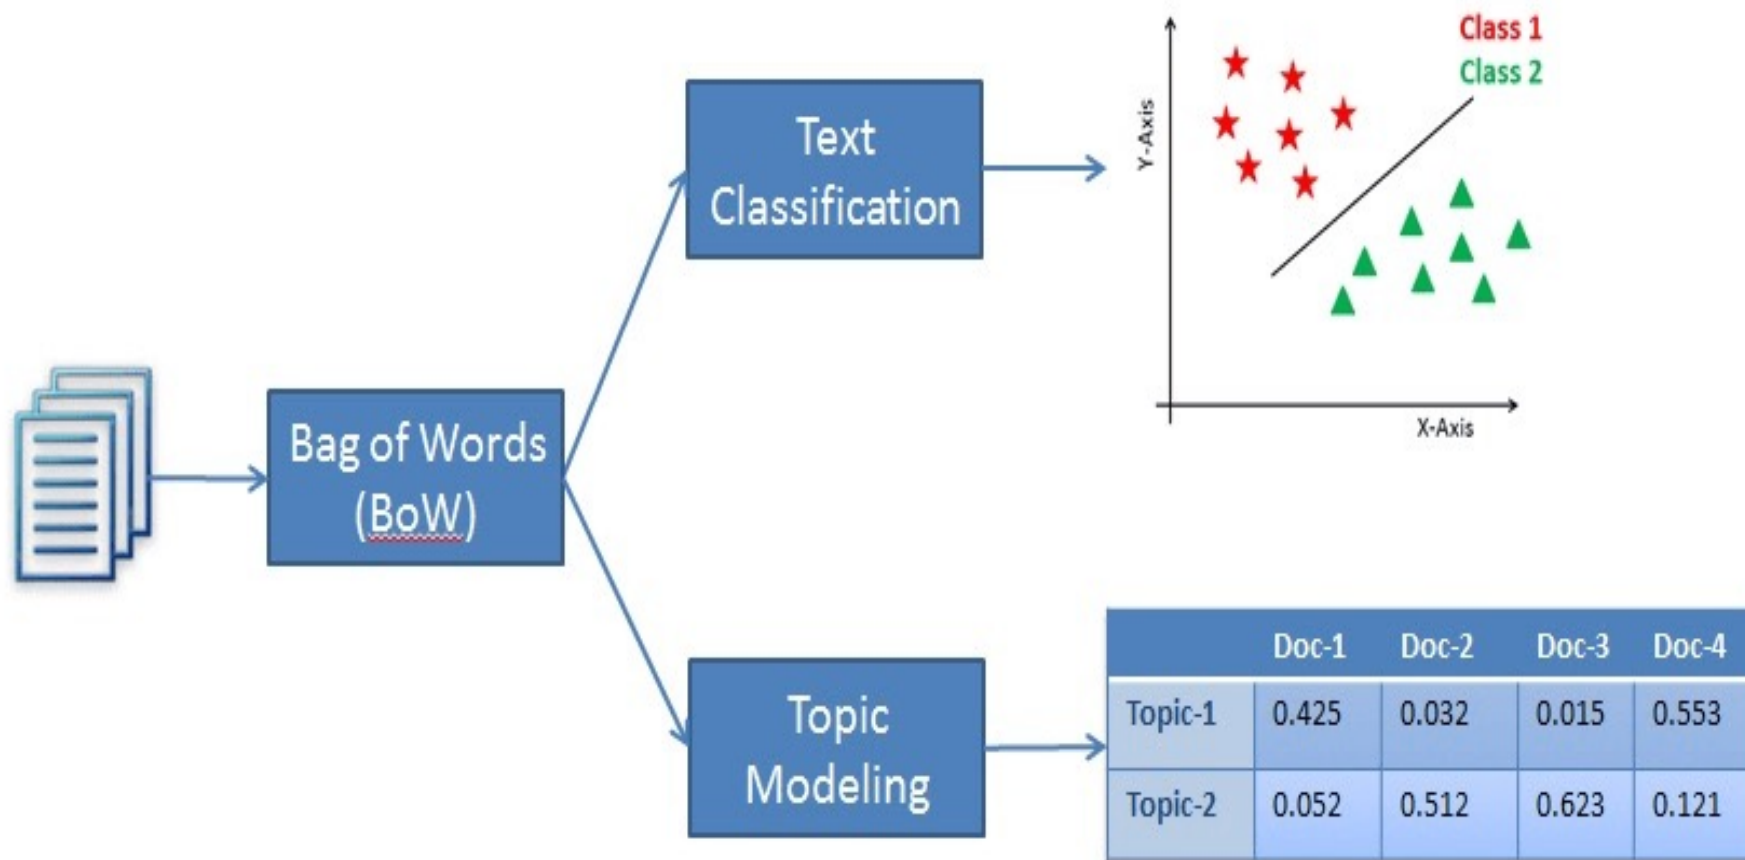 Class 1
Class 2
Y-Axis
X-Axis
Text
Classification
Bag of Words
(BoW)
Topic
Modeling
Doc-1 Doc-2 Doc-3 Doc-4
Topic-1 0.425 0.032 0.015 0.553
Topic-2 0.052 0.512 0.623 0.121